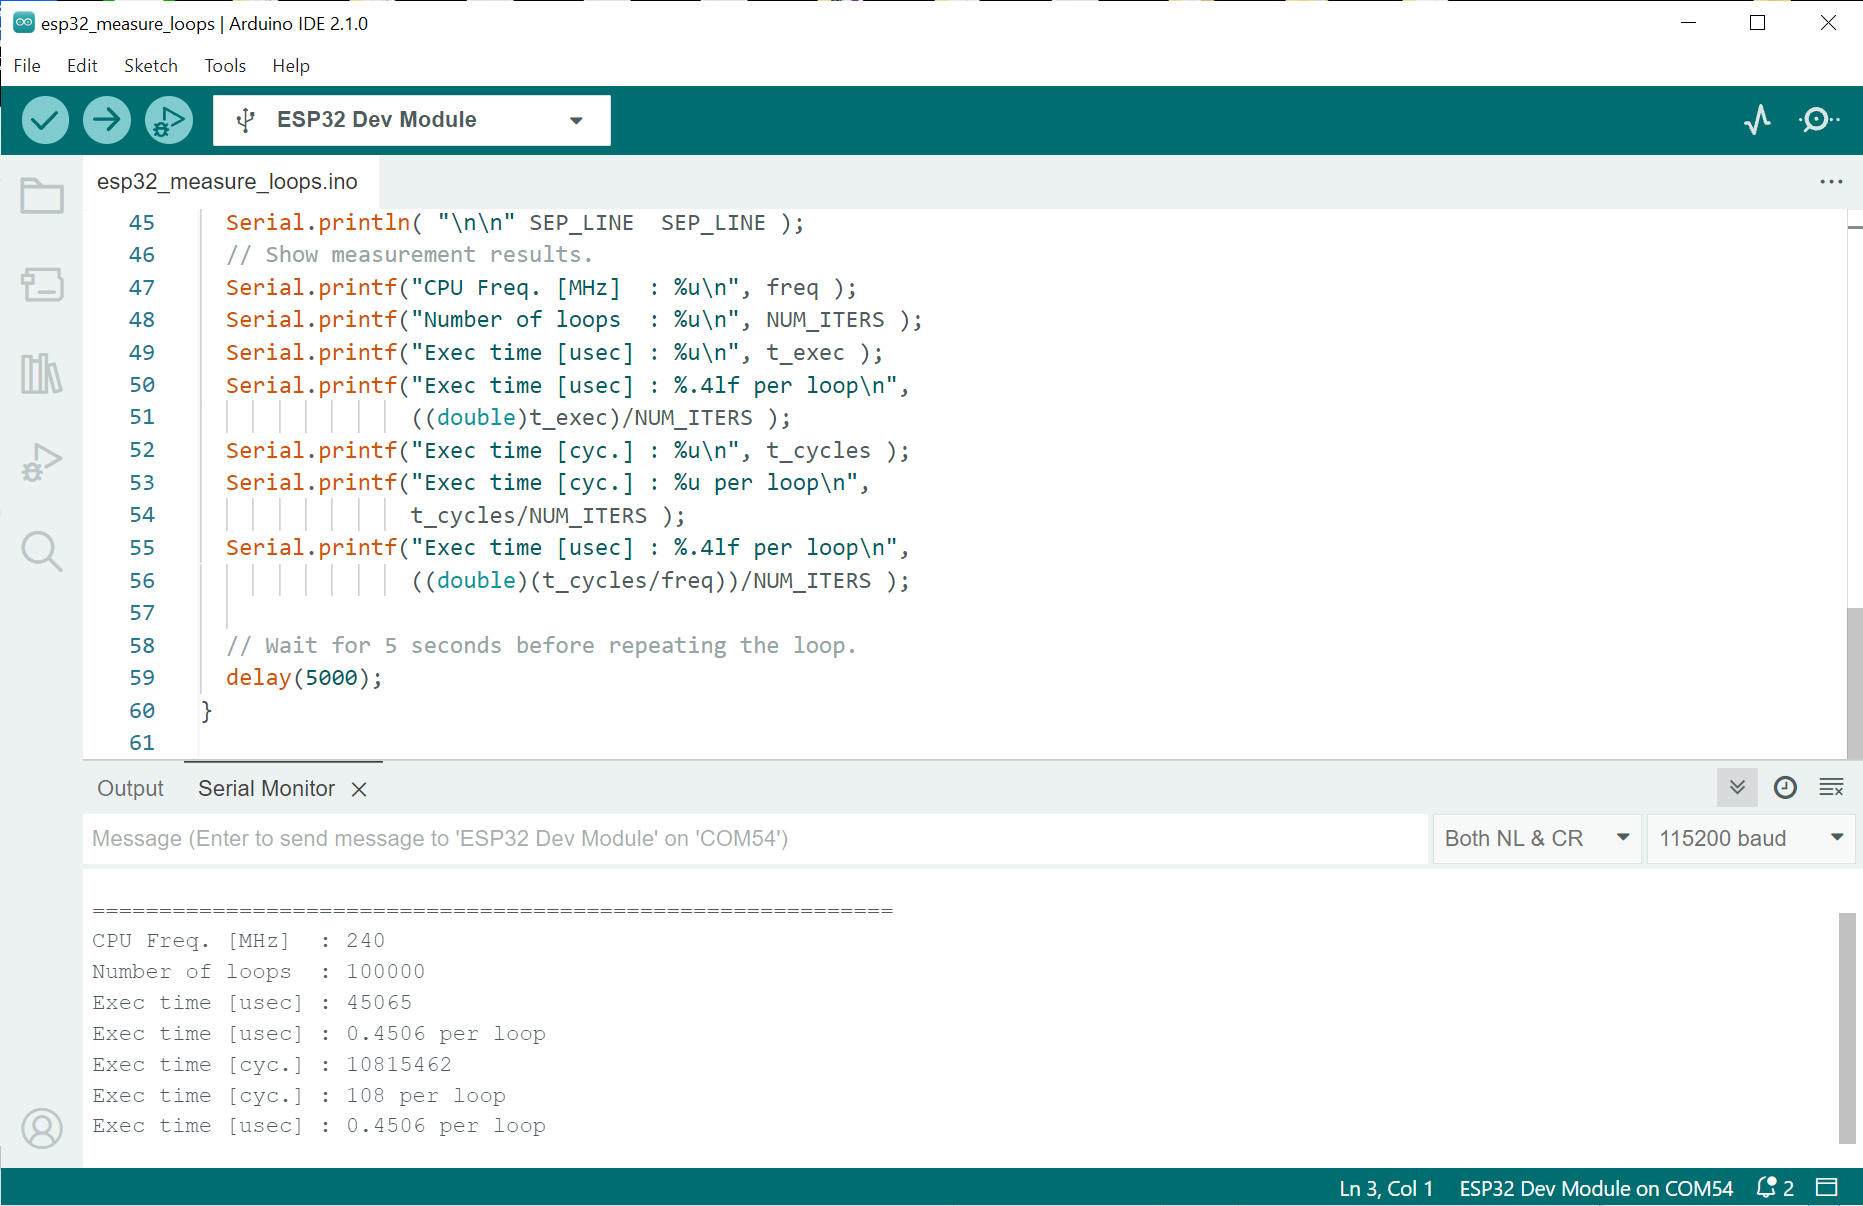 esp32_measure_loops | Arduino IDE 2.1.0
File Edit Sketch Tools Help
ESP32 Dev Module
esp32_measure_loops.ino
45 Serial.println( "\n\n" SEP_LINE  SEP_LINE );
46 // Show measurement results.
47 Serial.printf("CPU Freq. [MHz]  : %u\n", freq );
48 Serial.printf("Number of loops  : %u\n", NUM_ITERS );
49 Serial.printf("Exec time [usec] : %u\n", t_exec );
50 Serial.printf("Exec time [usec] : %.4lf per loop\n",
51 ((double)t_exec)/NUM_ITERS );
52 Serial.printf("Exec time [cyc.] : %u\n", t_cycles );
53 Serial.printf("Exec time [cyc.] : %u per loop\n",
54 t_cycles/NUM_ITERS );
55 Serial.printf("Exec time [usec] : %.4lf per loop\n",
56 ((double)(t_cycles/freq))/NUM_ITERS );
57
58 // Wait for 5 seconds before repeating the loop.
59 delay(5000);
60 }
61
Output Serial Monitor
Message (Enter to send message to 'ESP32 Dev Module' on 'COM54') Both NL & CR 115200 baud
============================================================
CPU Freq. [MHz]  : 240
Number of loops  : 100000
Exec time [usec] : 45065
Exec time [usec] : 0.4506 per loop
Exec time [cyc.] : 10815462
Exec time [cyc.] : 108 per loop
Exec time [usec] : 0.4506 per loop
Ln 3, Col 1 ESP32 Dev Module on COM54 2